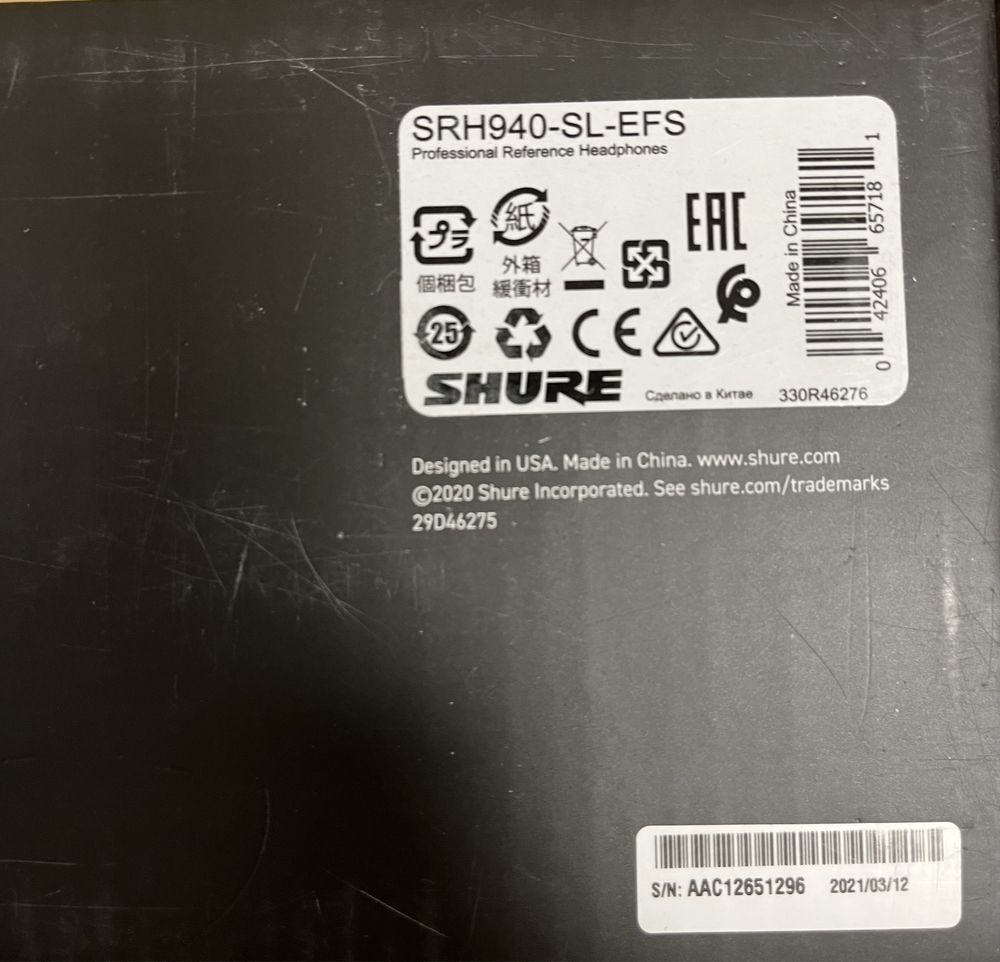 SRH940-SL-EFS
Professional Reference Headphones
プラ
個梱包
紙
外箱
緩衝材
EAC
25
CE
Made in China
0 42406 65718 1
SHURE
Сделано в Китае
330R46276
Designed in USA. Made in China. www.shure.com
©2020 Shure Incorporated. See shure.com/trademarks
29D46275
S/N: AAC12651296 2021/03/12